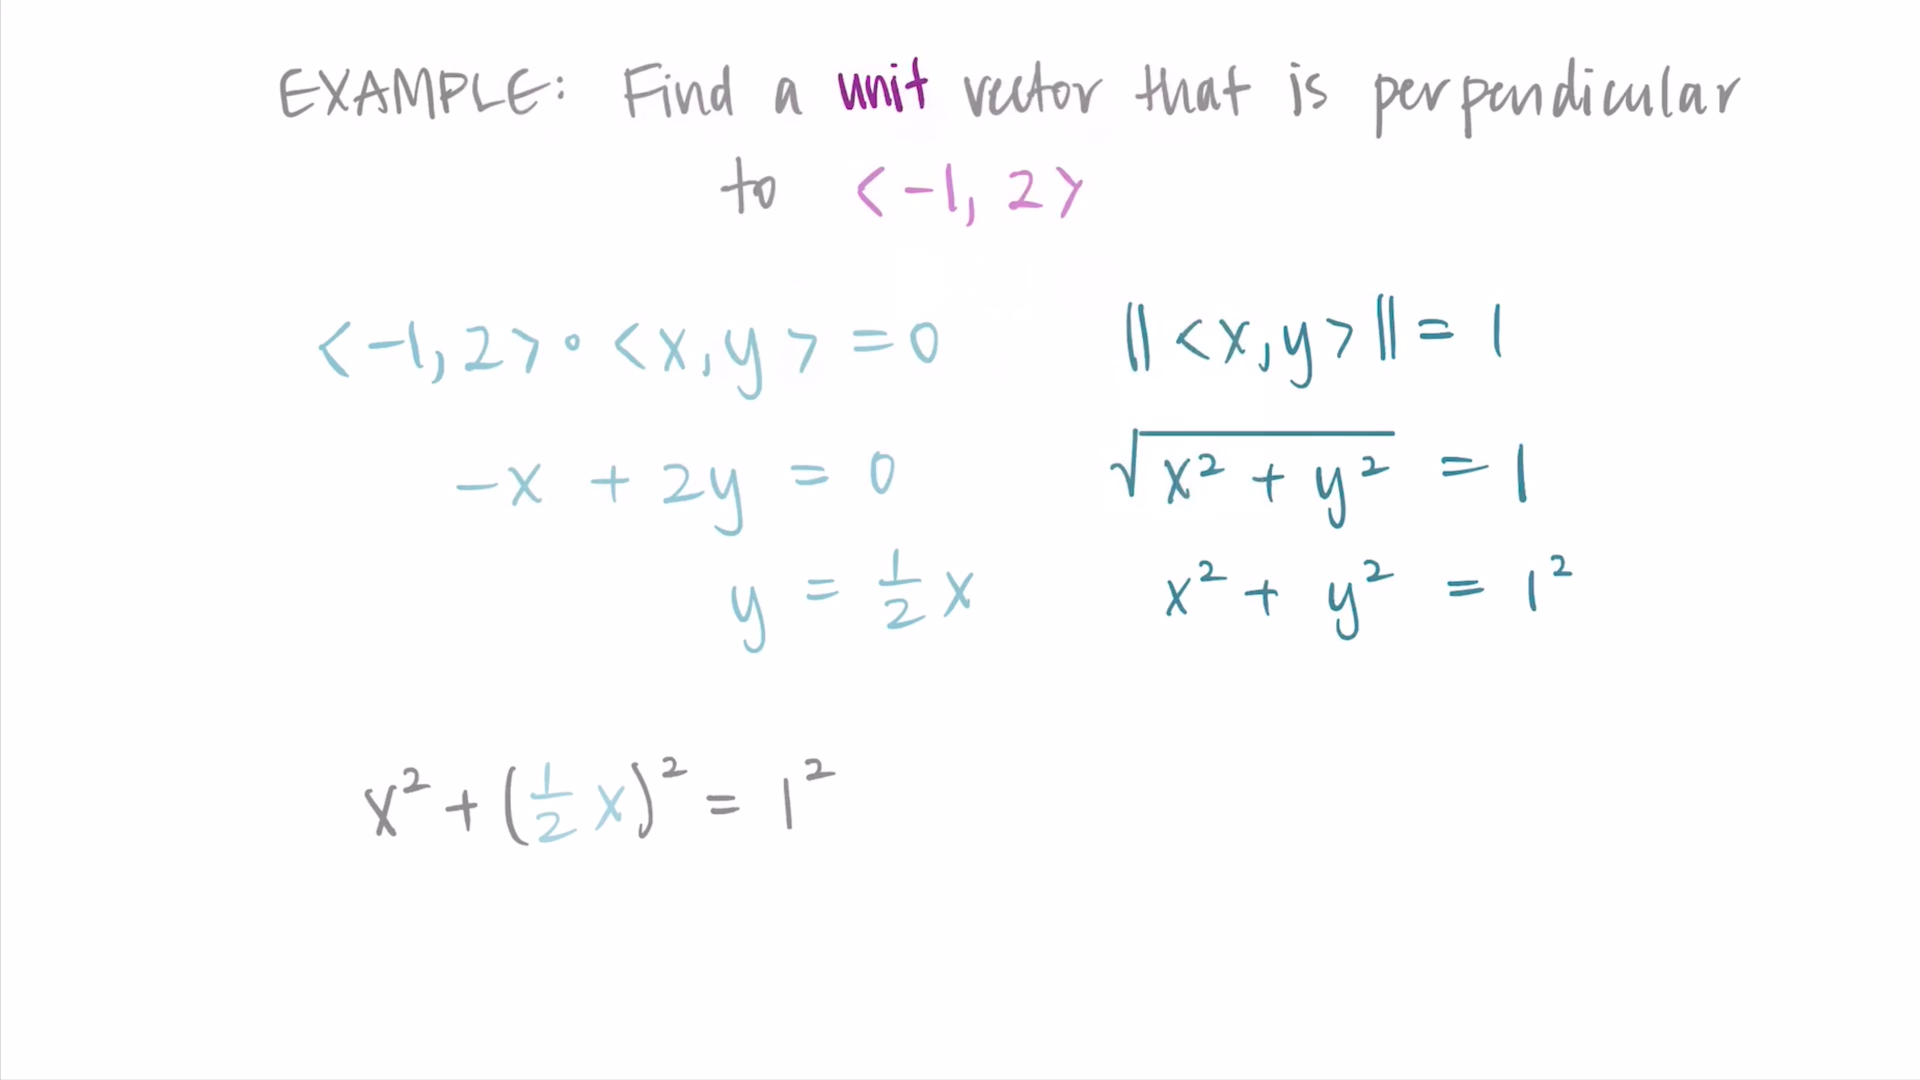 EXAMPLE: Find a unit vector that is perpendicular
to <-1, 2>
<-1, 2> ∘ <x, y> = 0
-x + 2y = 0
y = 1/2 x
||<x, y>|| = 1
√(x² + y²) = 1
x² + y² = 1²
x² + (1/2 x)² = 1²